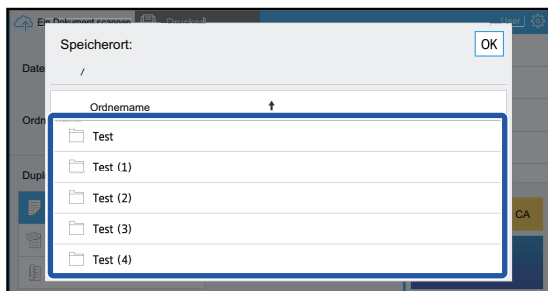 Ein Dokument scannen
Drucken
User
Speicherort:
OK
Date
/
Ordnername
Ordn
Test
Test (1)
Dupl
Test (2)
CA
Test (3)
Test (4)